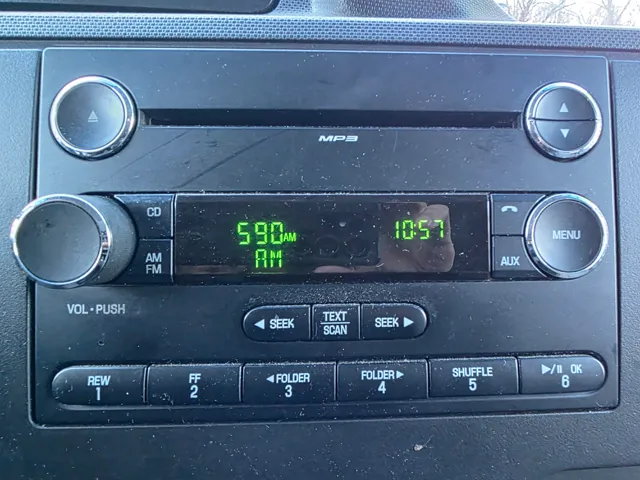 MP3
CD
590AM
10:57
MENU
AM
FM
AM
AUX
VOL•PUSH
◄ SEEK
TEXT
SCAN
SEEK ►
REW
1
FF
2
◄FOLDER
3
FOLDER►
4
SHUFFLE
5
►/II OK
6